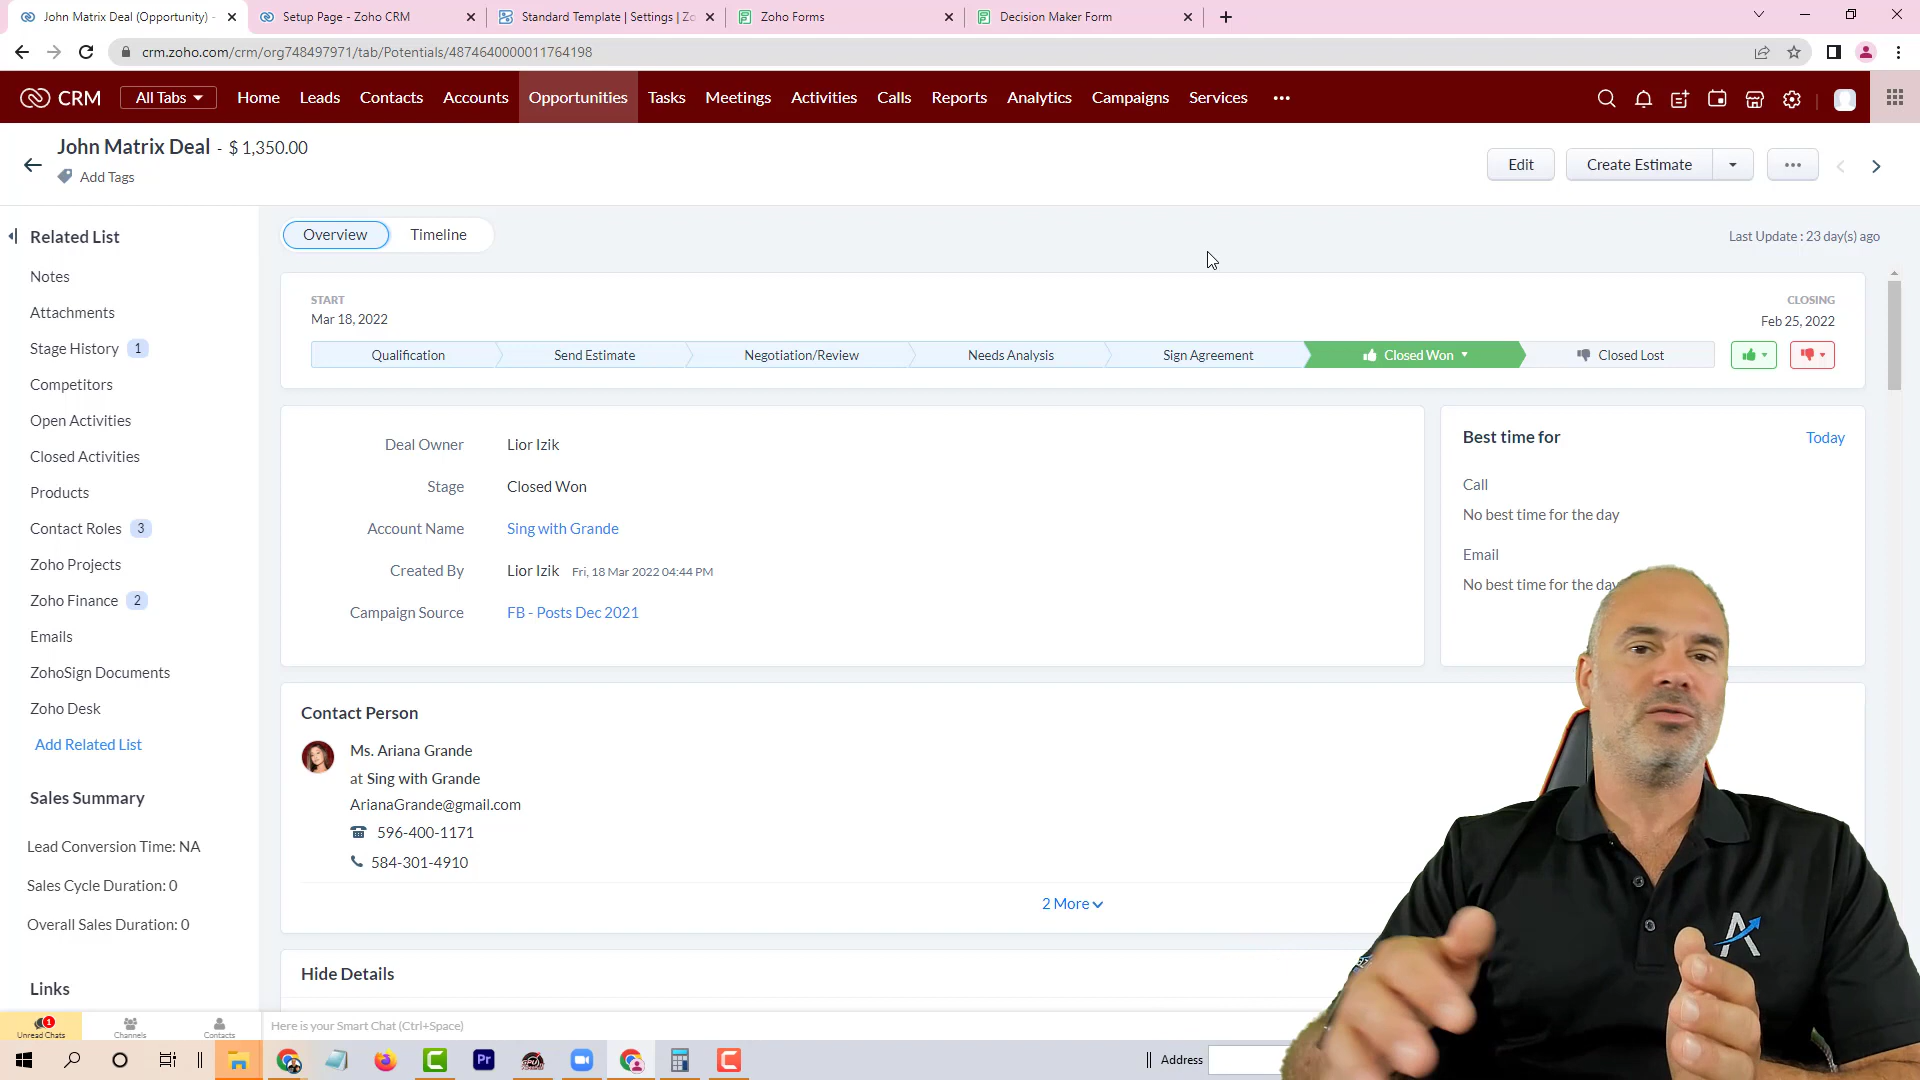 John Matrix Deal (Opportunity) -
Setup Page - Zoho CRM
Standard Template | Settings | Zo
Zoho Forms
Decision Maker Form
crm.zoho.com/crm/org748497971/tab/Potentials/4874640000011764198
CRM
All Tabs
Home
Leads
Contacts
Accounts
Opportunities
Tasks
Meetings
Activities
Calls
Reports
Analytics
Campaigns
Services
John Matrix Deal - $ 1,350.00
Add Tags
Edit
Create Estimate
Related List
Notes
Attachments
Stage History 1
Competitors
Open Activities
Closed Activities
Products
Contact Roles 3
Zoho Projects
Zoho Finance 2
Emails
ZohoSign Documents
Zoho Desk
Add Related List
Sales Summary
Lead Conversion Time: NA
Sales Cycle Duration: 0
Overall Sales Duration: 0
Links
Overview
Timeline
Last Update : 23 day(s) ago
START
Mar 18, 2022
CLOSING
Feb 25, 2022
Qualification
Send Estimate
Negotiation/Review
Needs Analysis
Sign Agreement
Closed Won
Closed Lost
Deal Owner Lior Izik
Stage Closed Won
Account Name Sing with Grande
Created By Lior Izik Fri, 18 Mar 2022 04:44 PM
Campaign Source FB - Posts Dec 2021
Best time for Today
Call
No best time for the day
Email
No best time for the day
Contact Person
Ms. Ariana Grande
at Sing with Grande
ArianaGrande@gmail.com
596-400-1171
584-301-4910
2 More
Hide Details
1
Unread Chats
Channels
Contacts
Here is your Smart Chat (Ctrl+Space)
Pr
Address